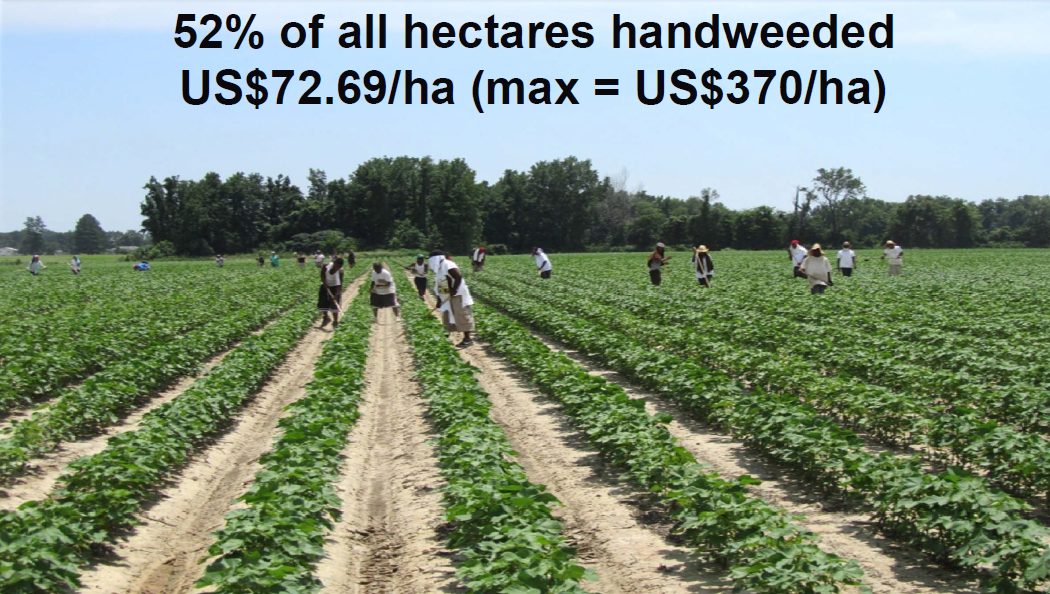 52% of all hectares handweeded
US$72.69/ha (max = US$370/ha)